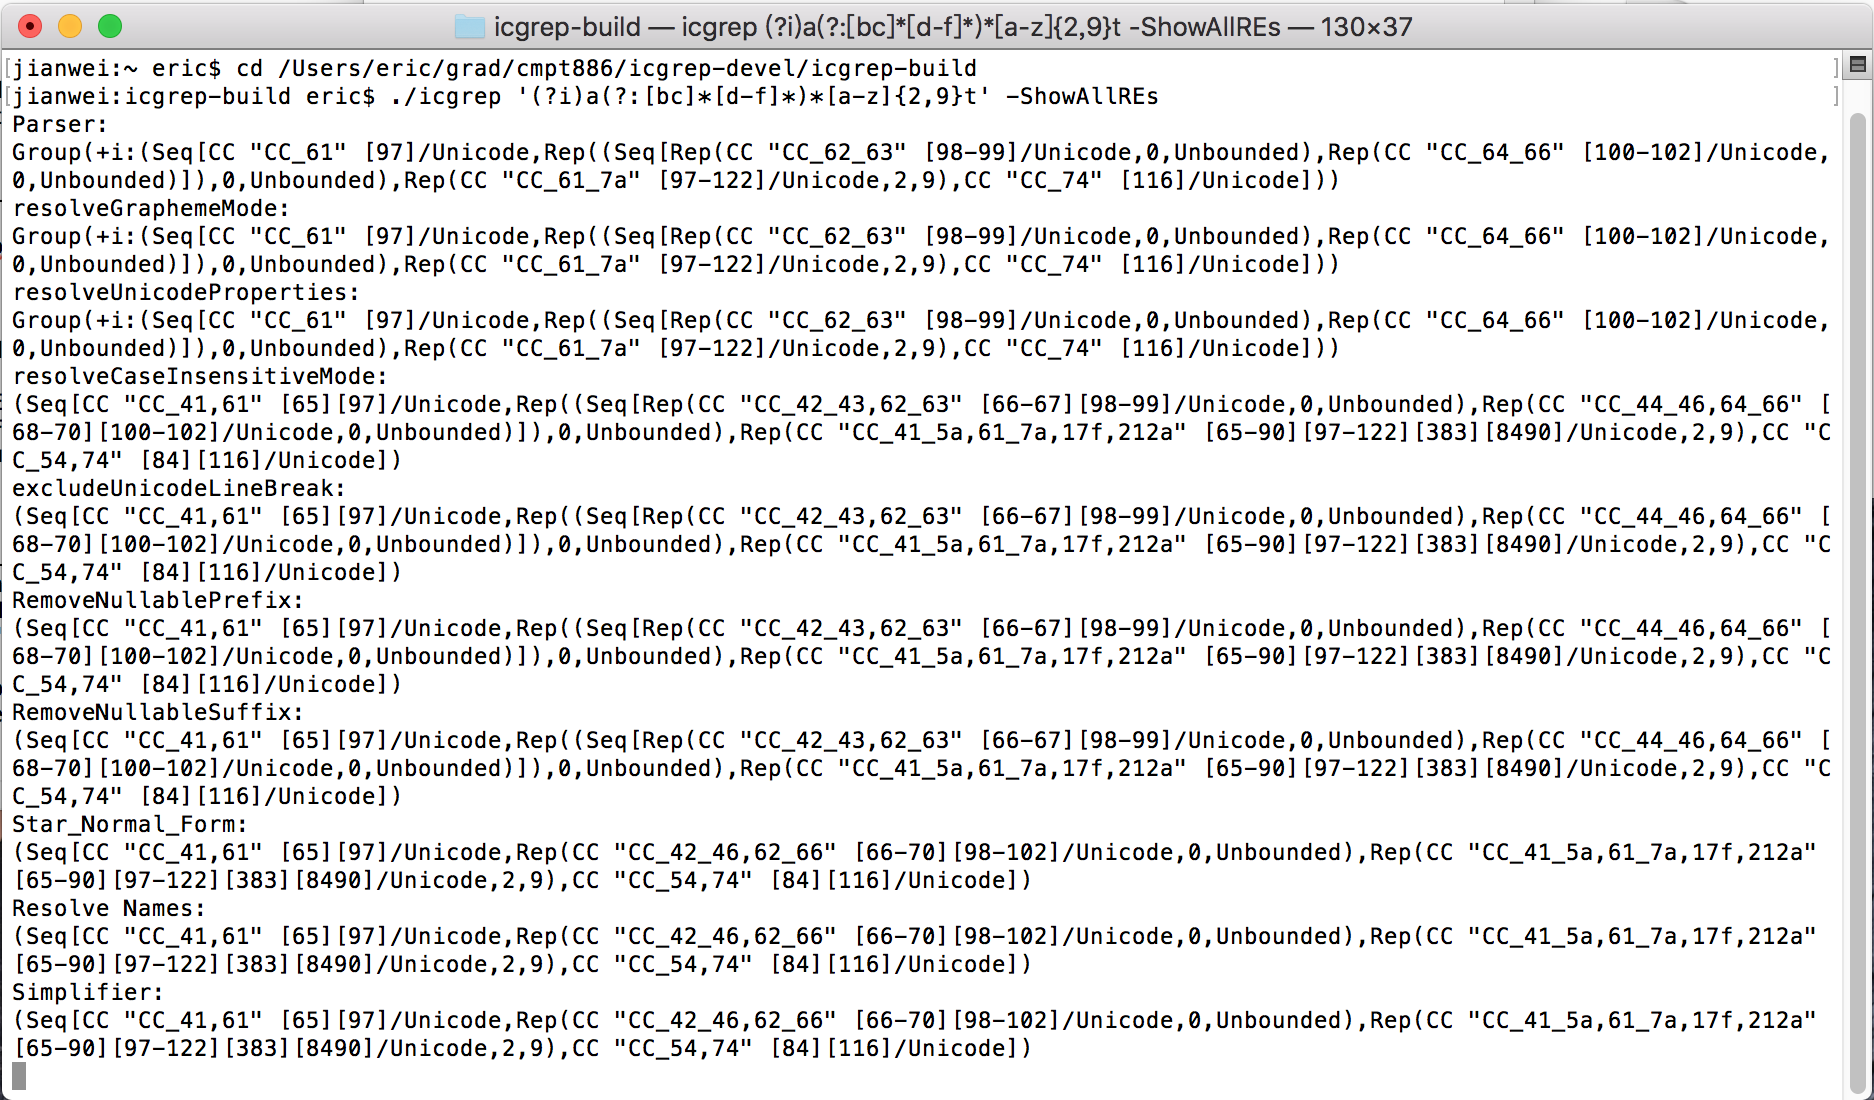 icgrep-build — icgrep (?i)a(?:[bc]*[d-f]*)*[a-z]{2,9}t -ShowAllREs — 130×37
[jianwei:~ eric$ cd /Users/eric/grad/cmpt886/icgrep-devel/icgrep-build ]
[jianwei:icgrep-build eric$ ./icgrep '(?i)a(?:[bc]*[d-f]*)*[a-z]{2,9}t' -ShowAllREs ]
Parser:
Group(+i:(Seq[CC "CC_61" [97]/Unicode,Rep((Seq[Rep(CC "CC_62_63" [98-99]/Unicode,0,Unbounded),Rep(CC "CC_64_66" [100-102]/Unicode,
0,Unbounded)]),0,Unbounded),Rep(CC "CC_61_7a" [97-122]/Unicode,2,9),CC "CC_74" [116]/Unicode]))
resolveGraphemeMode:
Group(+i:(Seq[CC "CC_61" [97]/Unicode,Rep((Seq[Rep(CC "CC_62_63" [98-99]/Unicode,0,Unbounded),Rep(CC "CC_64_66" [100-102]/Unicode,
0,Unbounded)]),0,Unbounded),Rep(CC "CC_61_7a" [97-122]/Unicode,2,9),CC "CC_74" [116]/Unicode]))
resolveUnicodeProperties:
Group(+i:(Seq[CC "CC_61" [97]/Unicode,Rep((Seq[Rep(CC "CC_62_63" [98-99]/Unicode,0,Unbounded),Rep(CC "CC_64_66" [100-102]/Unicode,
0,Unbounded)]),0,Unbounded),Rep(CC "CC_61_7a" [97-122]/Unicode,2,9),CC "CC_74" [116]/Unicode]))
resolveCaseInsensitiveMode:
(Seq[CC "CC_41,61" [65][97]/Unicode,Rep((Seq[Rep(CC "CC_42_43,62_63" [66-67][98-99]/Unicode,0,Unbounded),Rep(CC "CC_44_46,64_66" [
68-70][100-102]/Unicode,0,Unbounded)]),0,Unbounded),Rep(CC "CC_41_5a,61_7a,17f,212a" [65-90][97-122][383][8490]/Unicode,2,9),CC "C
C_54,74" [84][116]/Unicode])
excludeUnicodeLineBreak:
(Seq[CC "CC_41,61" [65][97]/Unicode,Rep((Seq[Rep(CC "CC_42_43,62_63" [66-67][98-99]/Unicode,0,Unbounded),Rep(CC "CC_44_46,64_66" [
68-70][100-102]/Unicode,0,Unbounded)]),0,Unbounded),Rep(CC "CC_41_5a,61_7a,17f,212a" [65-90][97-122][383][8490]/Unicode,2,9),CC "C
C_54,74" [84][116]/Unicode])
RemoveNullablePrefix:
(Seq[CC "CC_41,61" [65][97]/Unicode,Rep((Seq[Rep(CC "CC_42_43,62_63" [66-67][98-99]/Unicode,0,Unbounded),Rep(CC "CC_44_46,64_66" [
68-70][100-102]/Unicode,0,Unbounded)]),0,Unbounded),Rep(CC "CC_41_5a,61_7a,17f,212a" [65-90][97-122][383][8490]/Unicode,2,9),CC "C
C_54,74" [84][116]/Unicode])
RemoveNullableSuffix:
(Seq[CC "CC_41,61" [65][97]/Unicode,Rep((Seq[Rep(CC "CC_42_43,62_63" [66-67][98-99]/Unicode,0,Unbounded),Rep(CC "CC_44_46,64_66" [
68-70][100-102]/Unicode,0,Unbounded)]),0,Unbounded),Rep(CC "CC_41_5a,61_7a,17f,212a" [65-90][97-122][383][8490]/Unicode,2,9),CC "C
C_54,74" [84][116]/Unicode])
Star_Normal_Form:
(Seq[CC "CC_41,61" [65][97]/Unicode,Rep(CC "CC_42_46,62_66" [66-70][98-102]/Unicode,0,Unbounded),Rep(CC "CC_41_5a,61_7a,17f,212a"
[65-90][97-122][383][8490]/Unicode,2,9),CC "CC_54,74" [84][116]/Unicode])
Resolve Names:
(Seq[CC "CC_41,61" [65][97]/Unicode,Rep(CC "CC_42_46,62_66" [66-70][98-102]/Unicode,0,Unbounded),Rep(CC "CC_41_5a,61_7a,17f,212a"
[65-90][97-122][383][8490]/Unicode,2,9),CC "CC_54,74" [84][116]/Unicode])
Simplifier:
(Seq[CC "CC_41,61" [65][97]/Unicode,Rep(CC "CC_42_46,62_66" [66-70][98-102]/Unicode,0,Unbounded),Rep(CC "CC_41_5a,61_7a,17f,212a"
[65-90][97-122][383][8490]/Unicode,2,9),CC "CC_54,74" [84][116]/Unicode])